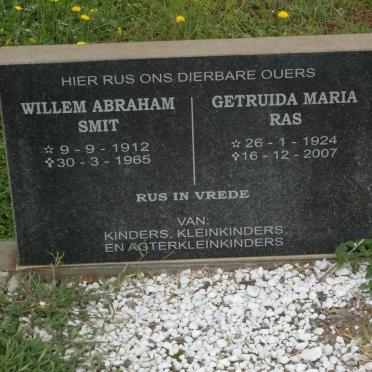 HIER RUS ONS DIERBARE OUERS
WILLEM ABRAHAM
SMIT
9 - 9 - 1912
30 - 3 - 1965
GETRUIDA MARIA
RAS
26 - 1 - 1924
16 - 12 - 2007
RUS IN VREDE
VAN:
KINDERS, KLEINKINDERS
EN AGTERKLEINKINDERS